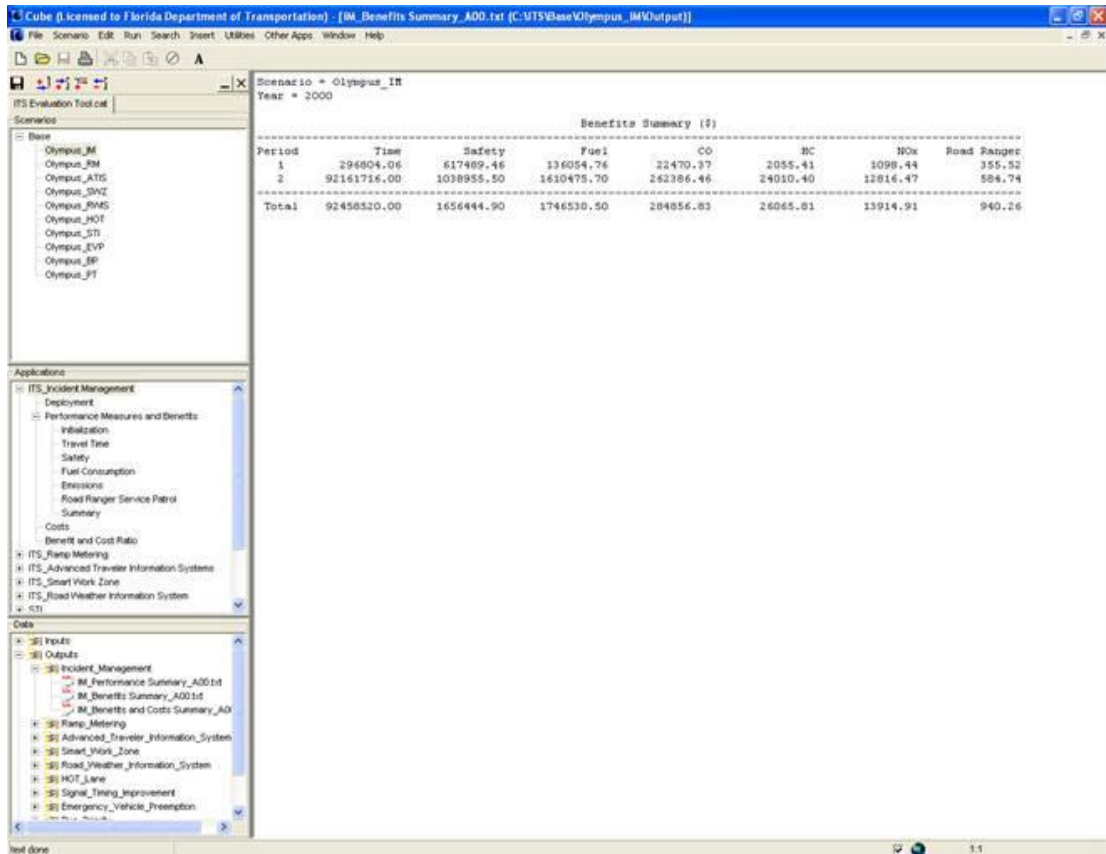 Cube (Licensed to Florida Department of Transportation) - [IM_Benefits Summary_A00.txt (C:\ITS\Base\Olympus_IM\Output)]
File Scenario Edit Run Search Insert Utilities Other Apps Window Help
A
ITS Evaluation Tool.cat
Scenarios
Base
Olympus_IM
Olympus_RM
Olympus_ATIS
Olympus_SWZ
Olympus_RWIS
Olympus_HOT
Olympus_STI
Olympus_EVP
Olympus_BP
Olympus_PT
Applications
ITS_Incident Management
Deployment
Performance Measures and Benefits
Initialization
Travel Time
Safety
Fuel Consumption
Emissions
Road Ranger Service Patrol
Summary
Costs
Benefit and Cost Ratio
ITS_Ramp Metering
ITS_Advanced Traveler Information Systems
ITS_Smart Work Zone
ITS_Road Weather Information System
STI
Data
Inputs
Outputs
Incident_Management
IM_Performance Summary_A00.txt
IM_Benefits Summary_A00.txt
IM_Benefits and Costs Summary_A00
Ramp_Metering
Advanced_Traveler_Information_System
Smart_Work_Zone
Road_Weather_Information_System
HOT_Lane
Signal_Timing_Improvement
Emergency_Vehicle_Preemption
Scenario = Olympus_IM
Year = 2000
Benefits Summary ($)
Period Time Safety Fuel CO HC NOx Road Ranger
1 296804.06 617489.46 136054.76 22470.37 2055.41 1098.44 355.52
2 92161716.00 1038955.50 1610475.70 262386.46 24010.40 12816.47 584.74
Total 92458520.00 1656444.90 1746530.50 284856.83 26065.81 13914.91 940.26
text done
1:1